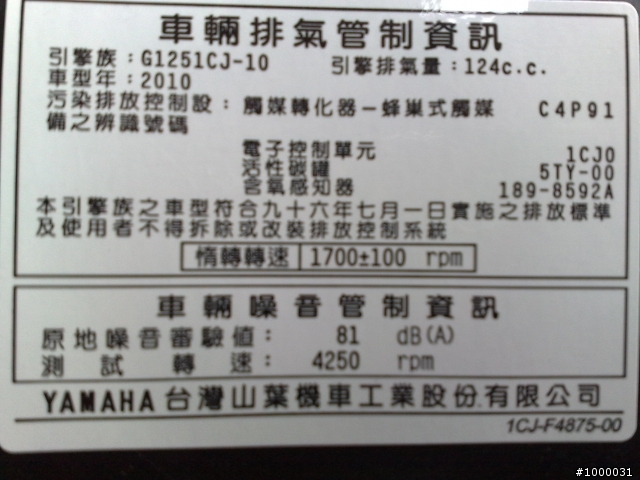 車輛排氣管制資訊
引擎族：G1251CJ-10 引擎排氣量：124c.c.
車型年：2010
污染排放控制設：觸媒轉化器－蜂巢式觸媒 C4P91
備之辨識號碼
電子控制單元 1CJ0
活性碳罐 5TY-00
含氧感知器 189-8592A
本引擎族之車型符合九十六年七月一日實施之排放標準
及使用者不得拆除或改裝排放控制系統
惰轉轉速 1700±100 rpm
車輛噪音管制資訊
原地噪音審驗值： 81 dB(A)
測試轉速： 4250 rpm
YAMAHA 台灣山葉機車工業股份有限公司
1CJ-F4875-00
#1000031